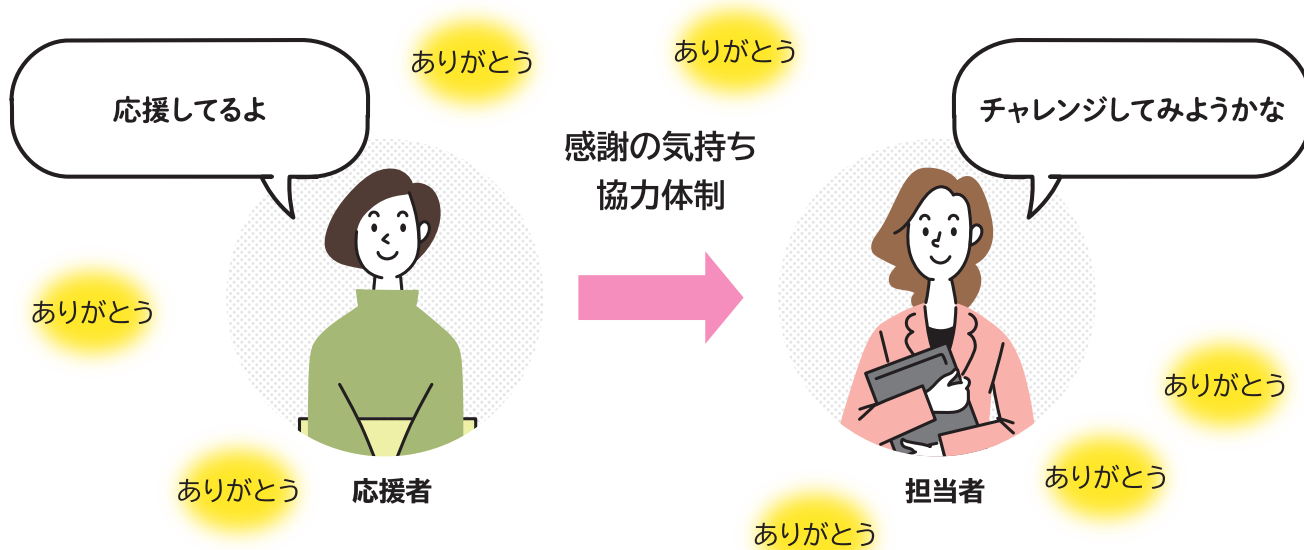 ありがとう
ありがとう
応援してるよ
チャレンジしてみようかな
感謝の気持ち
協力体制
ありがとう
ありがとう
ありがとう
ありがとう
応援者
担当者
ありがとう